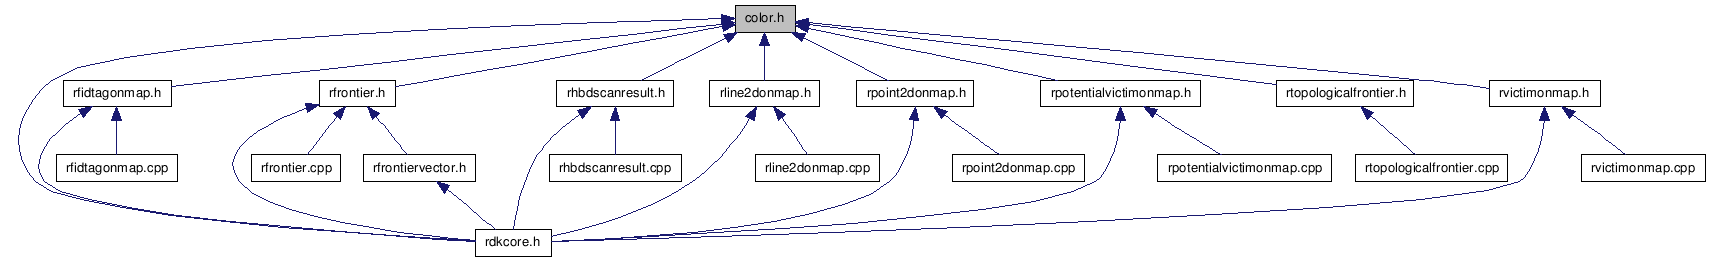 color.h
rfidtagonmap.h
rfrontier.h
rhbdscanresult.h
rline2donmap.h
rpoint2donmap.h
rpotentialvictimonmap.h
rtopologicalfrontier.h
rvictimonmap.h
rfidtagonmap.cpp
rfrontier.cpp
rfrontiervector.h
rhbdscanresult.cpp
rline2donmap.cpp
rpoint2donmap.cpp
rpotentialvictimonmap.cpp
rtopologicalfrontier.cpp
rvictimonmap.cpp
rdkcore.h